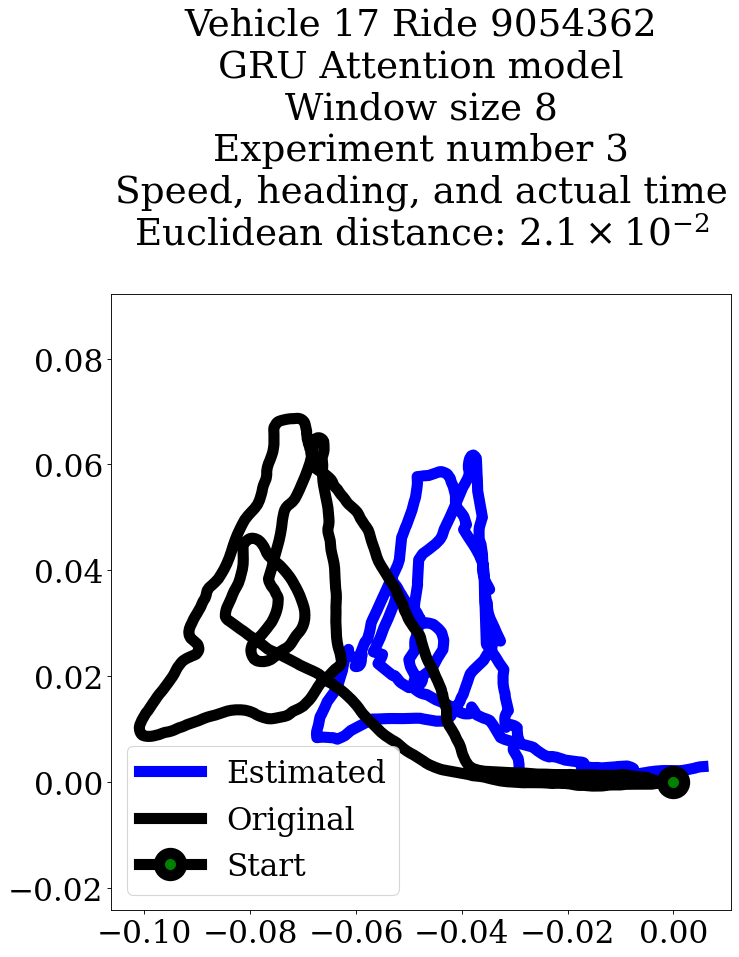 Vehicle 17 Ride 9054362
GRU Attention model
Window size 8
Experiment number 3
Speed, heading, and actual time
Euclidean distance: 2.1 × 10⁻²
0.08
0.06
0.04
0.02
0.00
−0.02
Estimated
Original
Start
−0.10 −0.08 −0.06 −0.04 −0.02 0.00